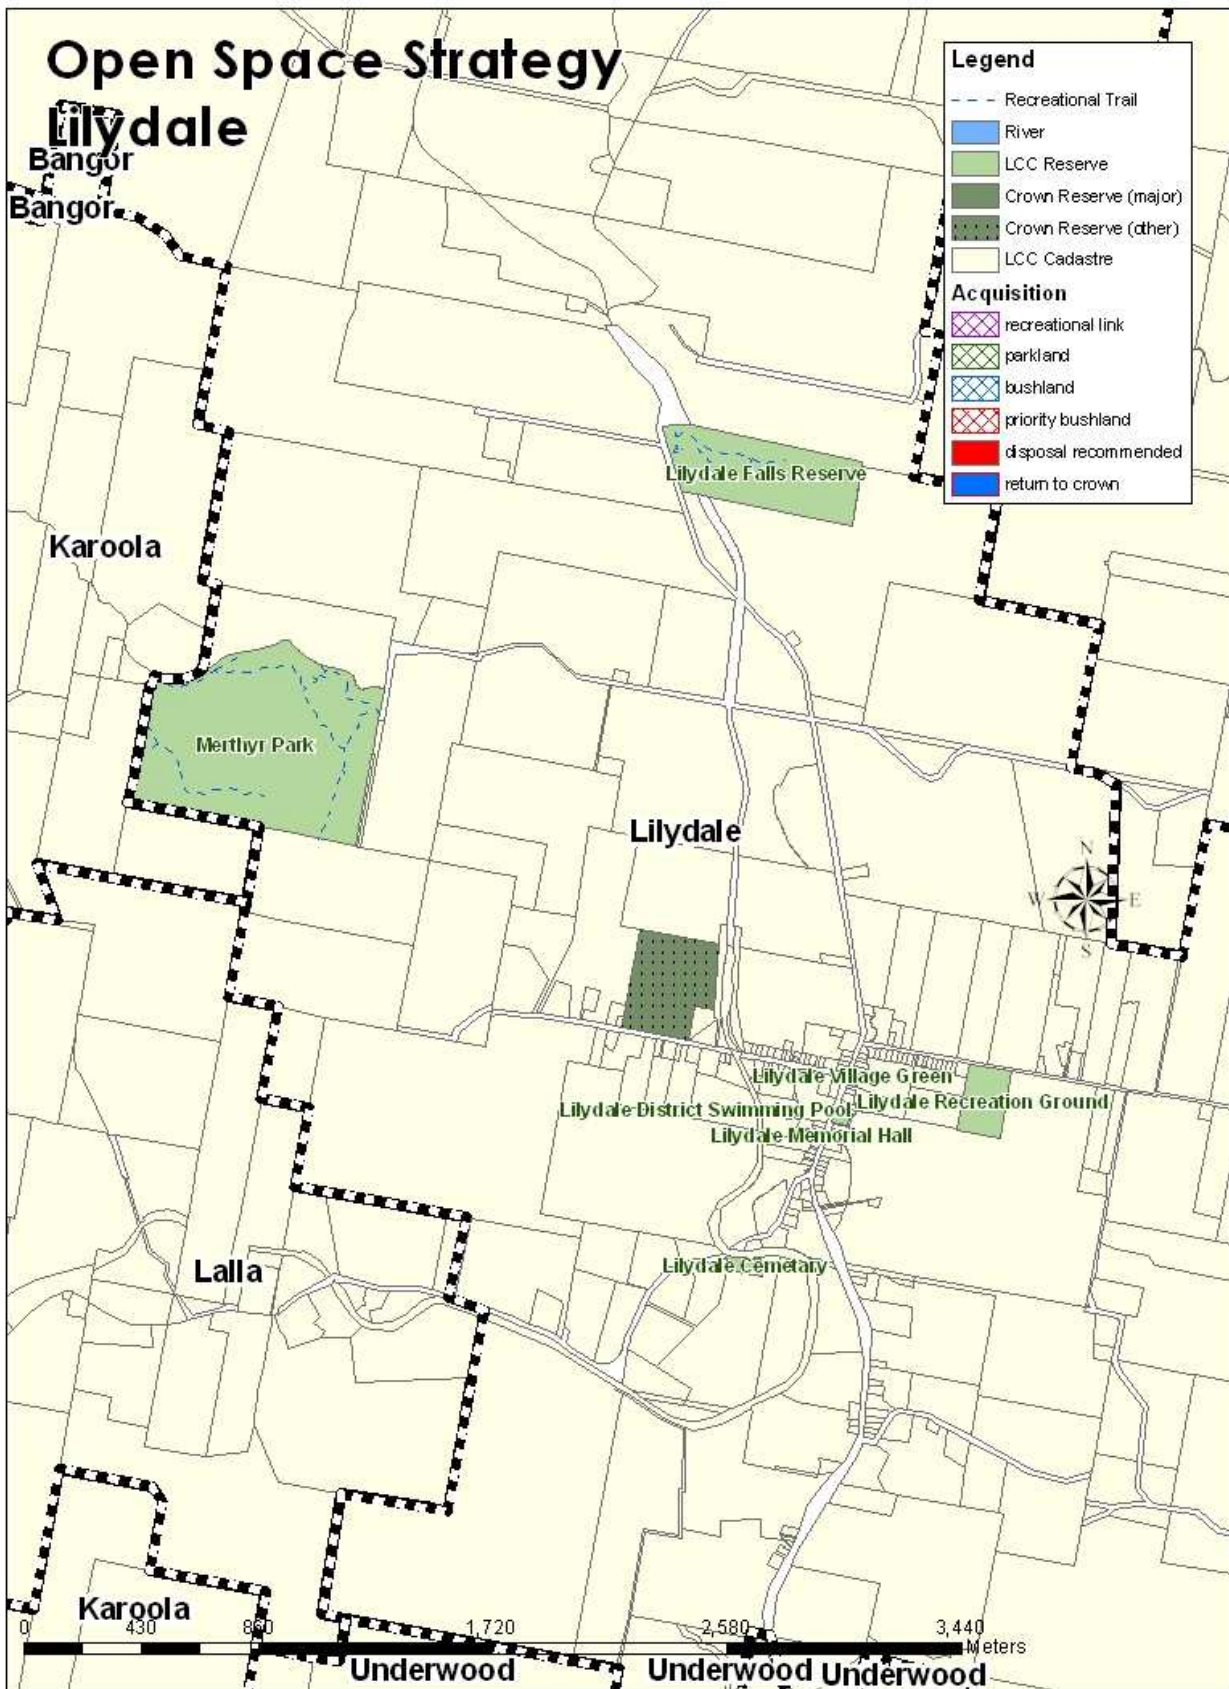 Open Space Strategy
Lilydale
Bangor
Bangor
Legend
Recreational Trail
River
LCC Reserve
Crown Reserve (major)
Crown Reserve (other)
LCC Cadastre
Acquisition
recreational link
parkland
bushland
priority bushland
disposal recommended
return to crown
Lilydale Falls Reserve
Karoola
Merthyr Park
Lilydale
N
W
E
S
Lilydale Village Green
Lilydale District Swimming Pool
Lilydale Recreation Ground
Lilydale Memorial Hall
Lilydale Cemetary
Lalla
Karoola
0 430 860 1,720 2,580 3,440
Meters
Underwood
Underwood
Underwood